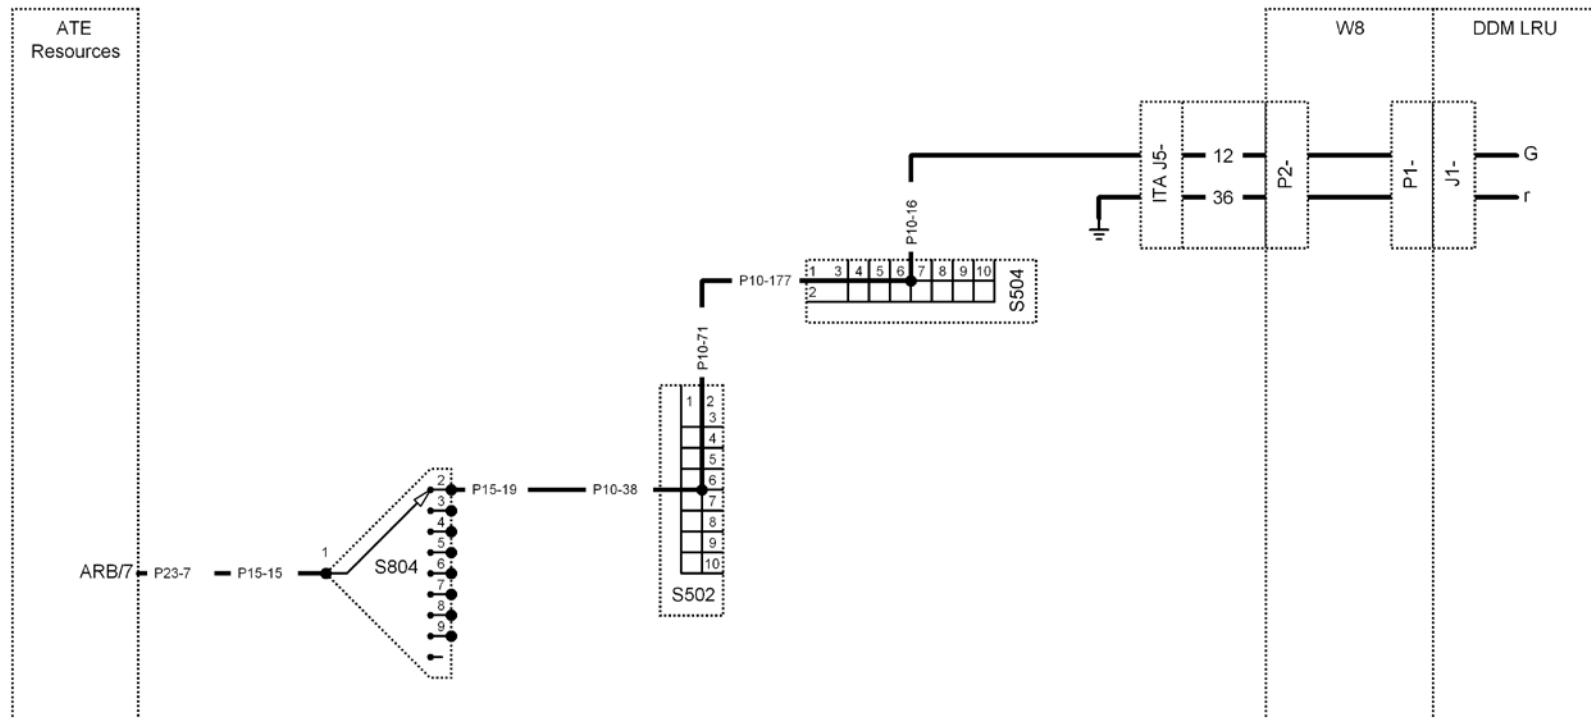 ATE
Resources
W8
DDM LRU
ITA J5-
12
P2-
P1-
J1-
G
36
r
P10-16
P10-177
1 3 4 5 6 7 8 9 10
2
S504
P10-71
1 2
3
4
5
6
7
8
9
10
S502
2
P15-19
P10-38
3
4
5
6
7
8
9
S804
1
ARB/7
P23-7
P15-15